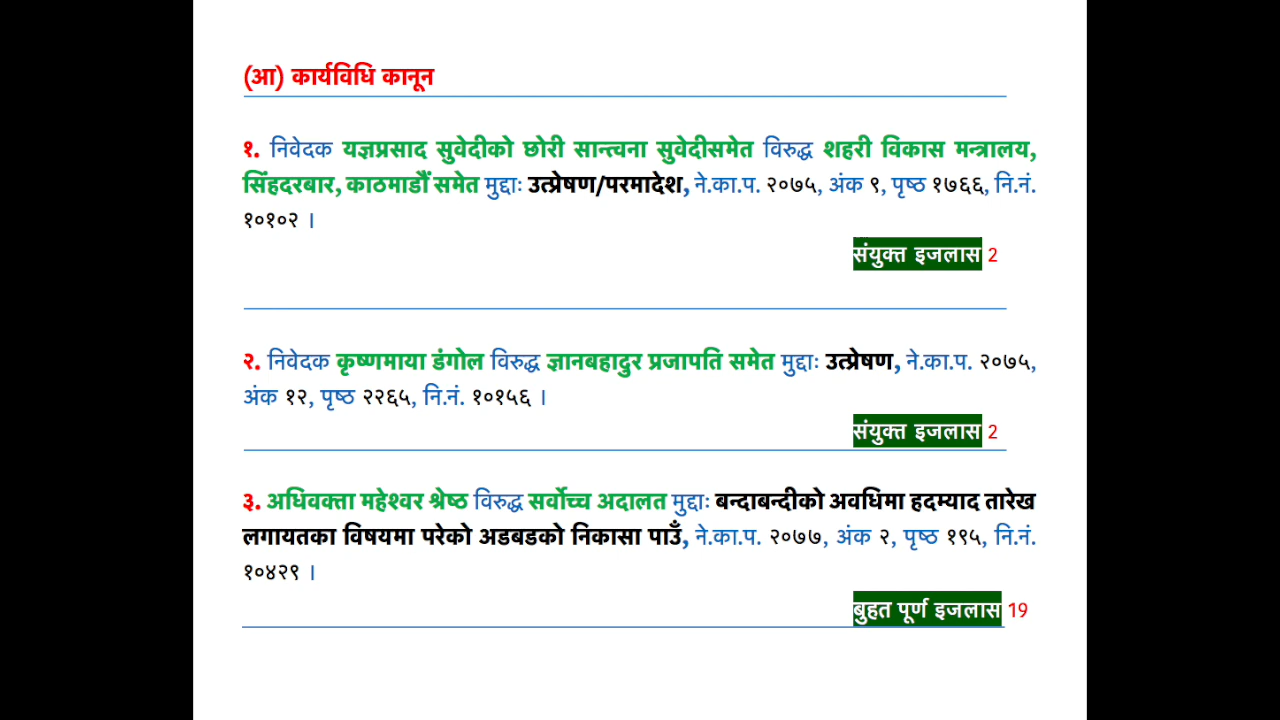 (आ) कार्यविधि कानून
१. निवेदक यज्ञप्रसाद सुवेदीको छोरी सान्त्वना सुवेदीसमेत विरुद्ध शहरी विकास मन्त्रालय,
सिंहदरबार, काठमाडौँ समेत मुद्दाः उत्प्रेषण/परमादेश, ने.का.प. २०७५, अंक ९, पृष्ठ १७६६, नि.नं.
१०१०२ ।
संयुक्त इजलास 2
२. निवेदक कृष्णमाया डंगोल विरुद्ध ज्ञानबहादुर प्रजापति समेत मुद्दाः उत्प्रेषण, ने.का.प. २०७५,
अंक १२, पृष्ठ २२६५, नि.नं. १०१५६ ।
संयुक्त इजलास 2
३. अधिवक्ता महेश्वर श्रेष्ठ विरुद्ध सर्वोच्च अदालत मुद्दाः बन्दाबन्दीको अवधिमा हदम्याद तारेख
लगायतका विषयमा परेको अडबडको निकासा पाउँ, ने.का.प. २०७७, अंक २, पृष्ठ १९५, नि.नं.
१०४२९ ।
बुहत पूर्ण इजलास 19